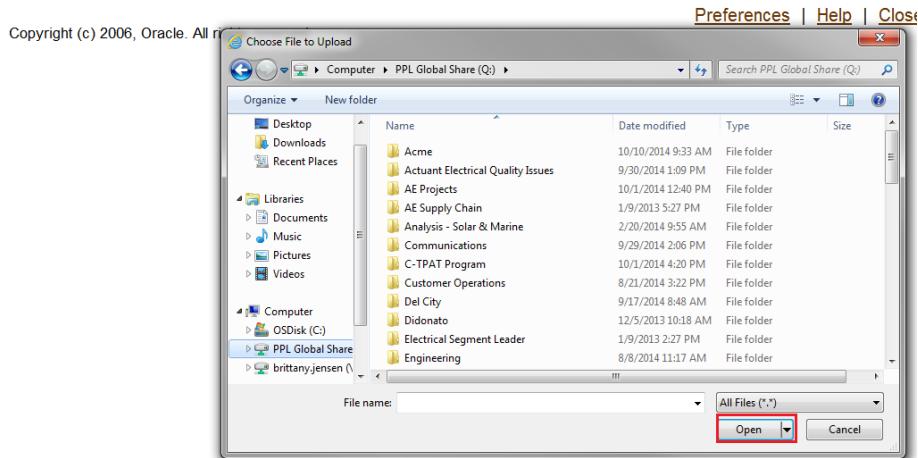 Preferences | Help | Close
Copyright (c) 2006, Oracle. All
Choose File to Upload
Computer PPL Global Share (Q:)
Search PPL Global Share (Q:)
Organize New folder
Desktop
Downloads
Recent Places
Libraries
Documents
Music
Pictures
Videos
Computer
OSDisk (C:)
PPL Global Share
brittany.jensen (\
Name Date modified Type Size
Acme 10/10/2014 9:33 AM File folder
Actuant Electrical Quality Issues 9/30/2014 1:09 PM File folder
AE Projects 10/1/2014 12:40 PM File folder
AE Supply Chain 1/9/2013 5:27 PM File folder
Analysis - Solar & Marine 2/20/2014 9:55 AM File folder
Communications 9/29/2014 2:06 PM File folder
C-TPAT Program 10/1/2014 4:20 PM File folder
Customer Operations 8/21/2014 3:22 PM File folder
Del City 9/17/2014 8:48 AM File folder
Didonato 12/5/2013 10:18 AM File folder
Electrical Segment Leader 1/9/2013 2:27 PM File folder
Engineering 8/8/2014 11:17 AM File folder
File name: All Files (*.*)
Open Cancel